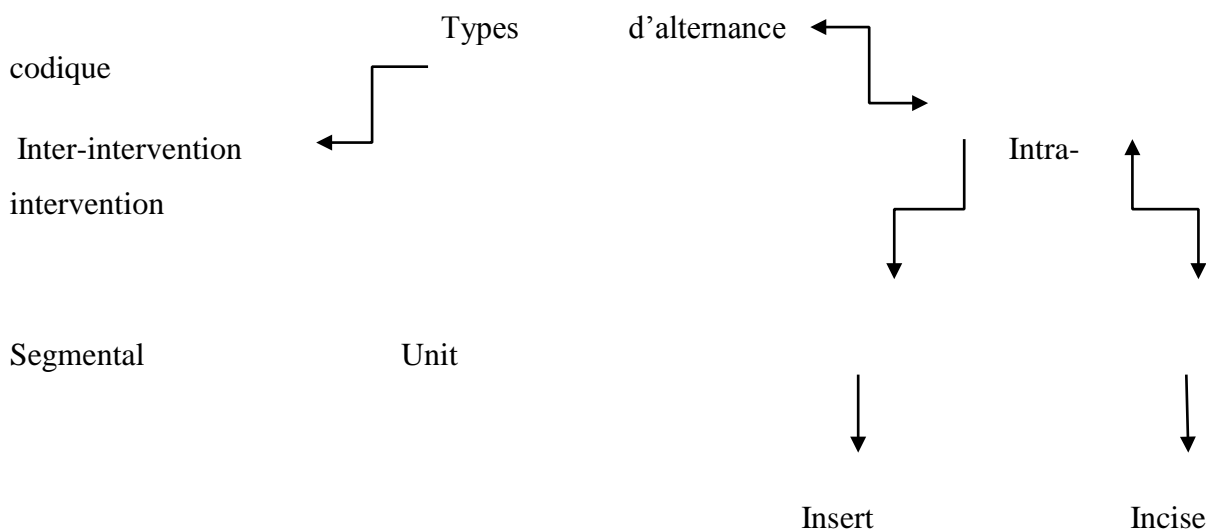 Types d’alternance
codique
Inter-intervention Intra-
intervention
Segmental Unit
Insert Incise